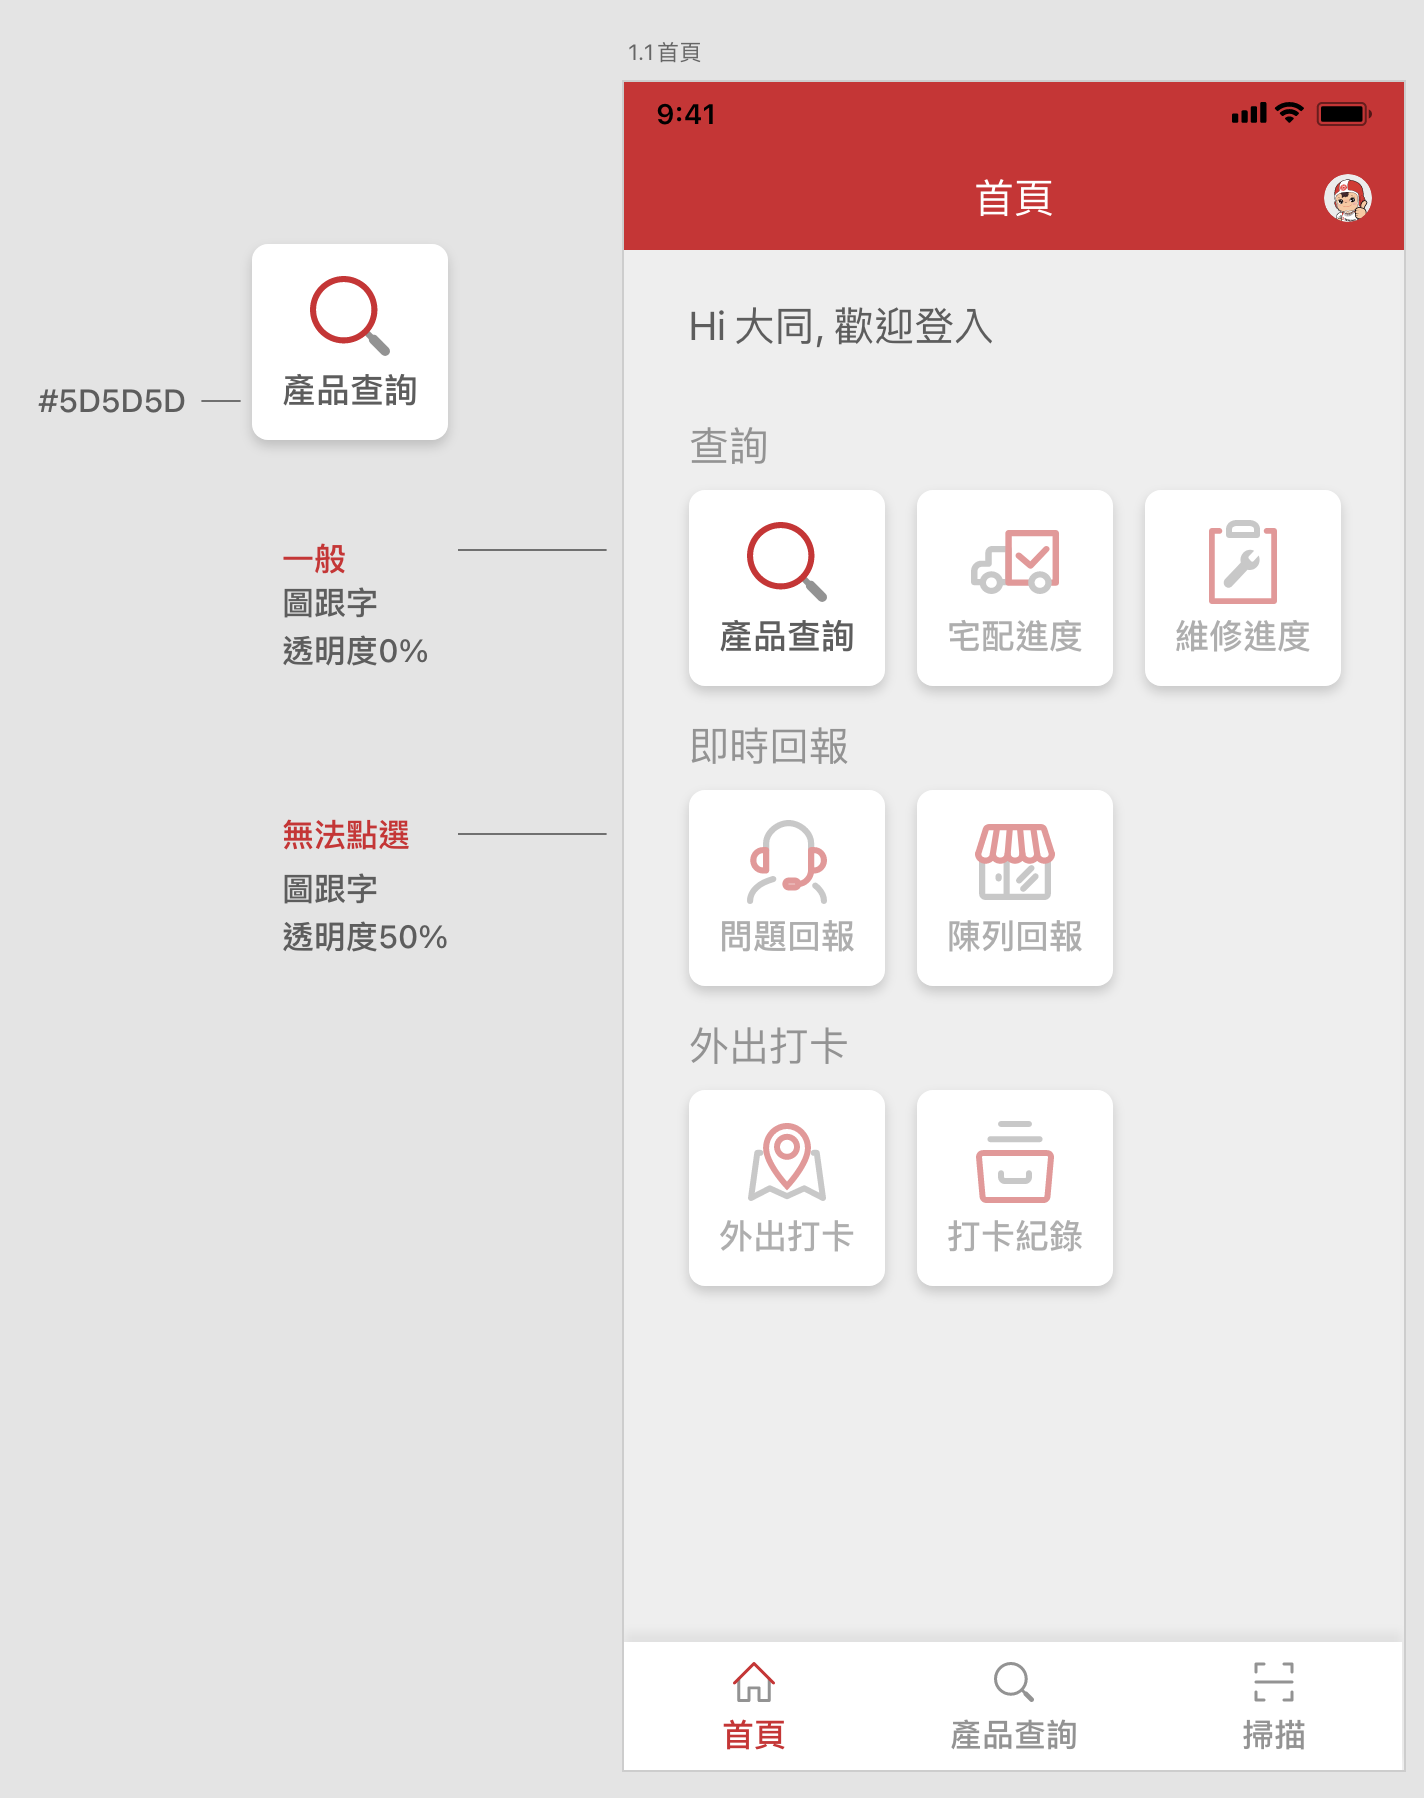 1.1首頁
9:41
首頁
Hi 大同, 歡迎登入
產品查詢
#5D5D5D
一般
圖跟字
透明度0%
無法點選
圖跟字
透明度50%
查詢
產品查詢
宅配進度
維修進度
即時回報
問題回報
陳列回報
外出打卡
外出打卡
打卡紀錄
首頁
產品查詢
掃描